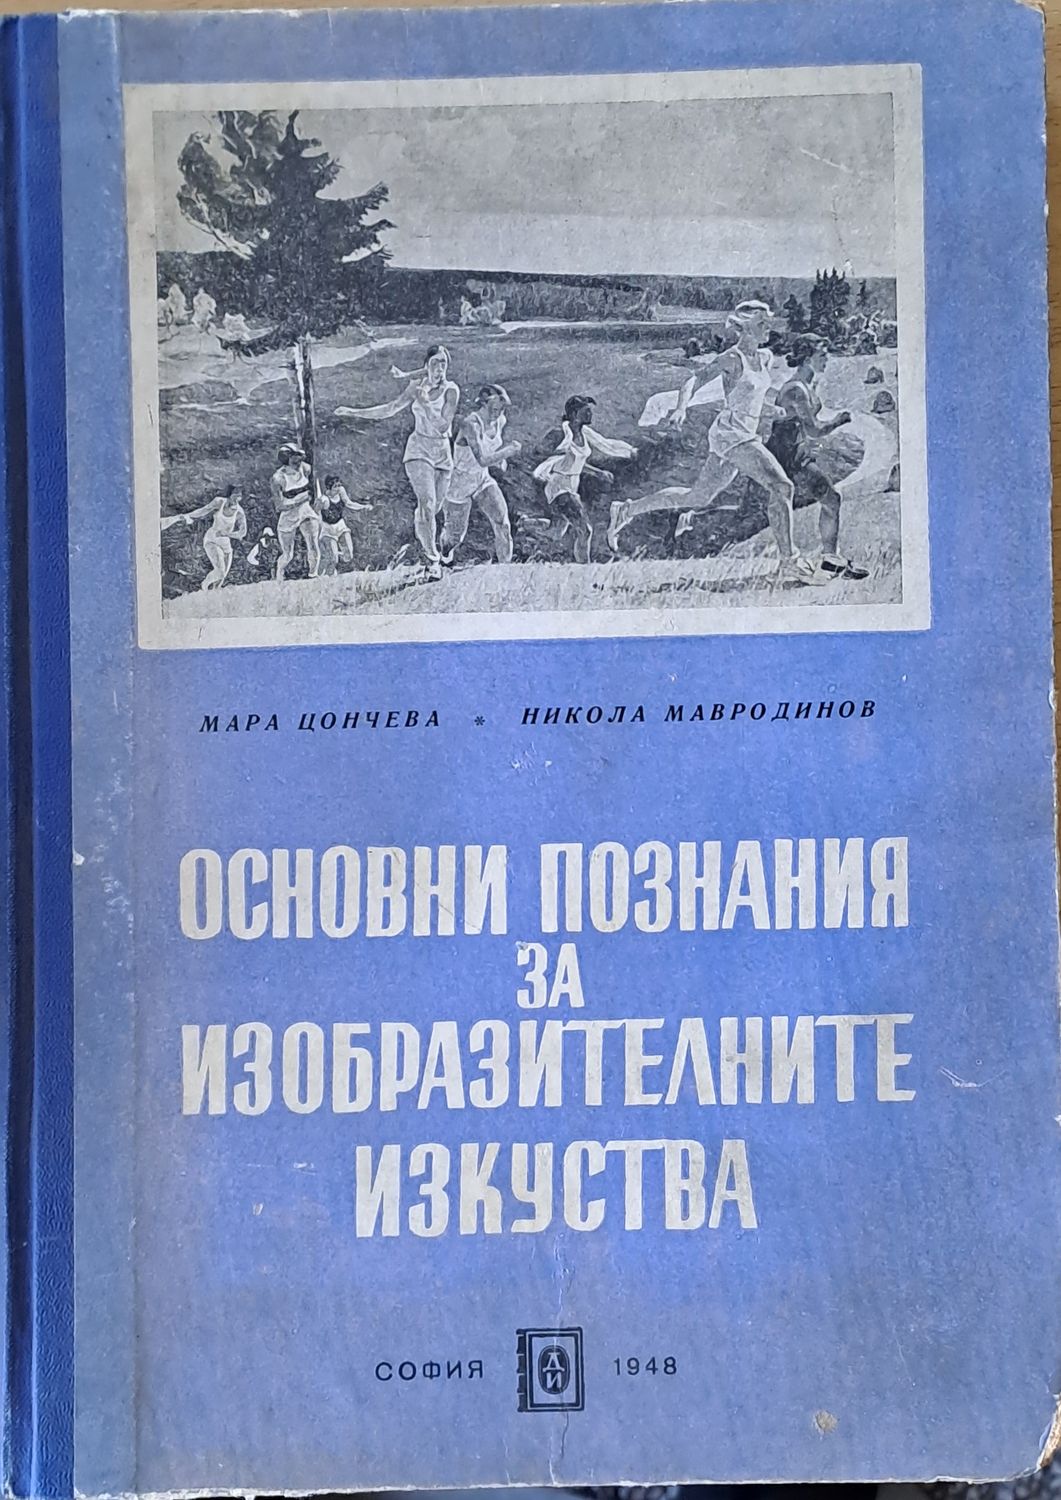 МАРА ЦОНЧЕВА * НИКОЛА МАВРОДИНОВ
ОСНОВНИ ПОЗНАНИЯ
ЗА
ИЗОБРАЗИТЕЛНИТЕ
ИЗКУСТВА
СОФИЯ ДИ 1948